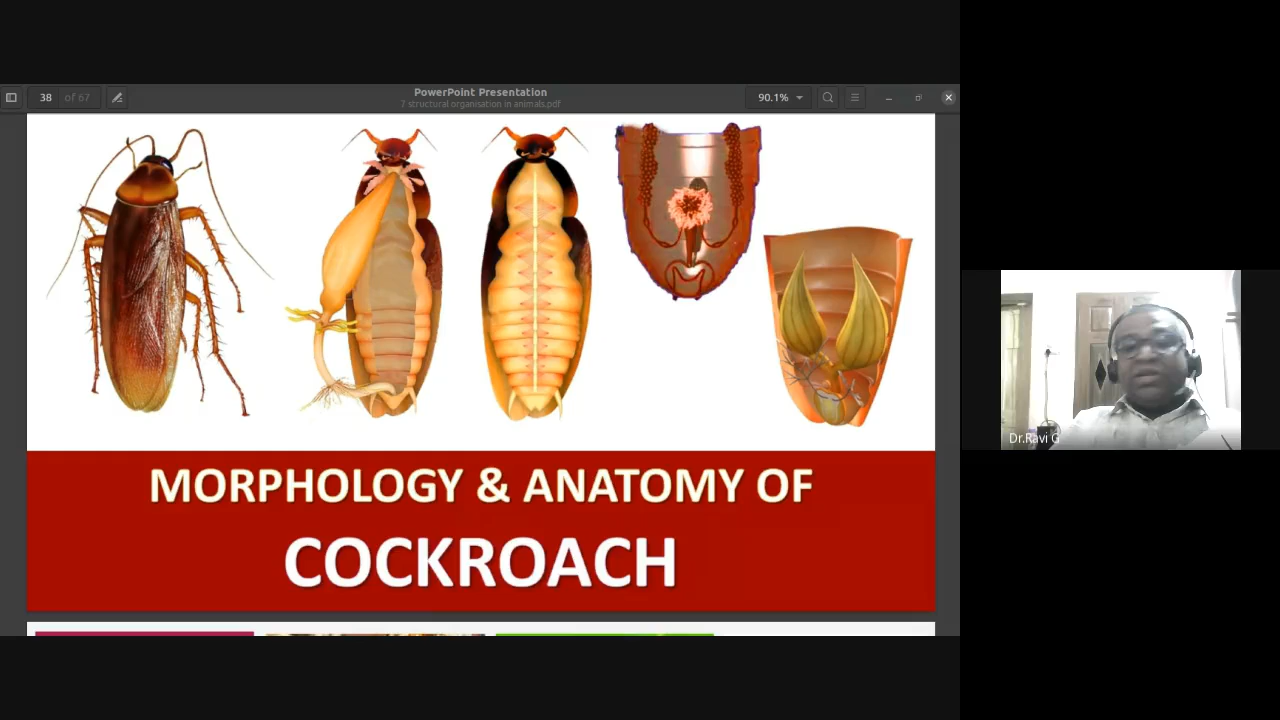 38 of 67
PowerPoint Presentation
7 structural organisation in animals.pdf
90.1%
MORPHOLOGY & ANATOMY OF
COCKROACH
Dr.Ravi G